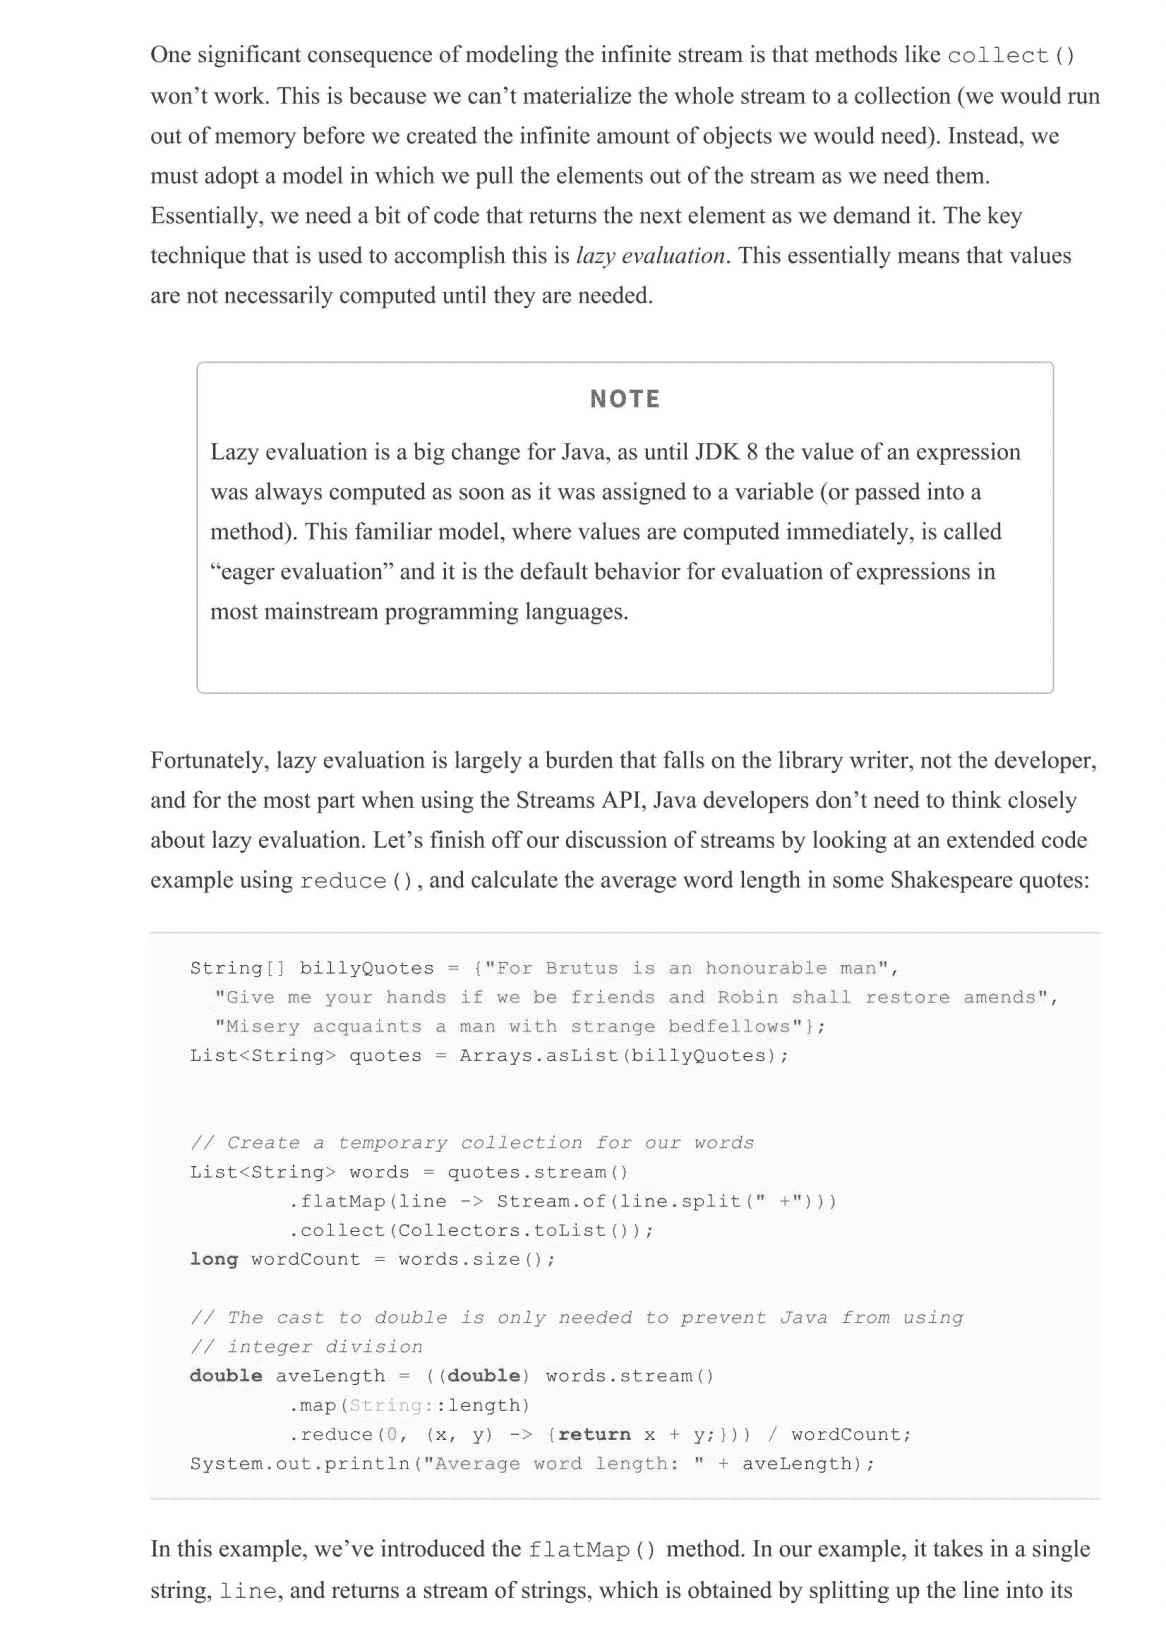 One significant consequence of modeling the infinite stream is that methods like collect()
won’t work. This is because we can’t materialize the whole stream to a collection (we would run
out of memory before we created the infinite amount of objects we would need). Instead, we
must adopt a model in which we pull the elements out of the stream as we need them.
Essentially, we need a bit of code that returns the next element as we demand it. The key
technique that is used to accomplish this is lazy evaluation. This essentially means that values
are not necessarily computed until they are needed.
NOTE
Lazy evaluation is a big change for Java, as until JDK 8 the value of an expression
was always computed as soon as it was assigned to a variable (or passed into a
method). This familiar model, where values are computed immediately, is called
“eager evaluation” and it is the default behavior for evaluation of expressions in
most mainstream programming languages.
Fortunately, lazy evaluation is largely a burden that falls on the library writer, not the developer,
and for the most part when using the Streams API, Java developers don’t need to think closely
about lazy evaluation. Let’s finish off our discussion of streams by looking at an extended code
example using reduce(), and calculate the average word length in some Shakespeare quotes:
String[] billyQuotes = {"For Brutus is an honourable man",
  "Give me your hands if we be friends and Robin shall restore amends",
  "Misery acquaints a man with strange bedfellows"};
List<String> quotes = Arrays.asList(billyQuotes);
// Create a temporary collection for our words
List<String> words = quotes.stream()
        .flatMap(line -> Stream.of(line.split(" +")))
        .collect(Collectors.toList());
long wordCount = words.size();
// The cast to double is only needed to prevent Java from using
// integer division
double aveLength = ((double) words.stream()
        .map(String::length)
        .reduce(0, (x, y) -> {return x + y;})) / wordCount;
System.out.println("Average word length: " + aveLength);
In this example, we’ve introduced the flatMap() method. In our example, it takes in a single
string, line, and returns a stream of strings, which is obtained by splitting up the line into its